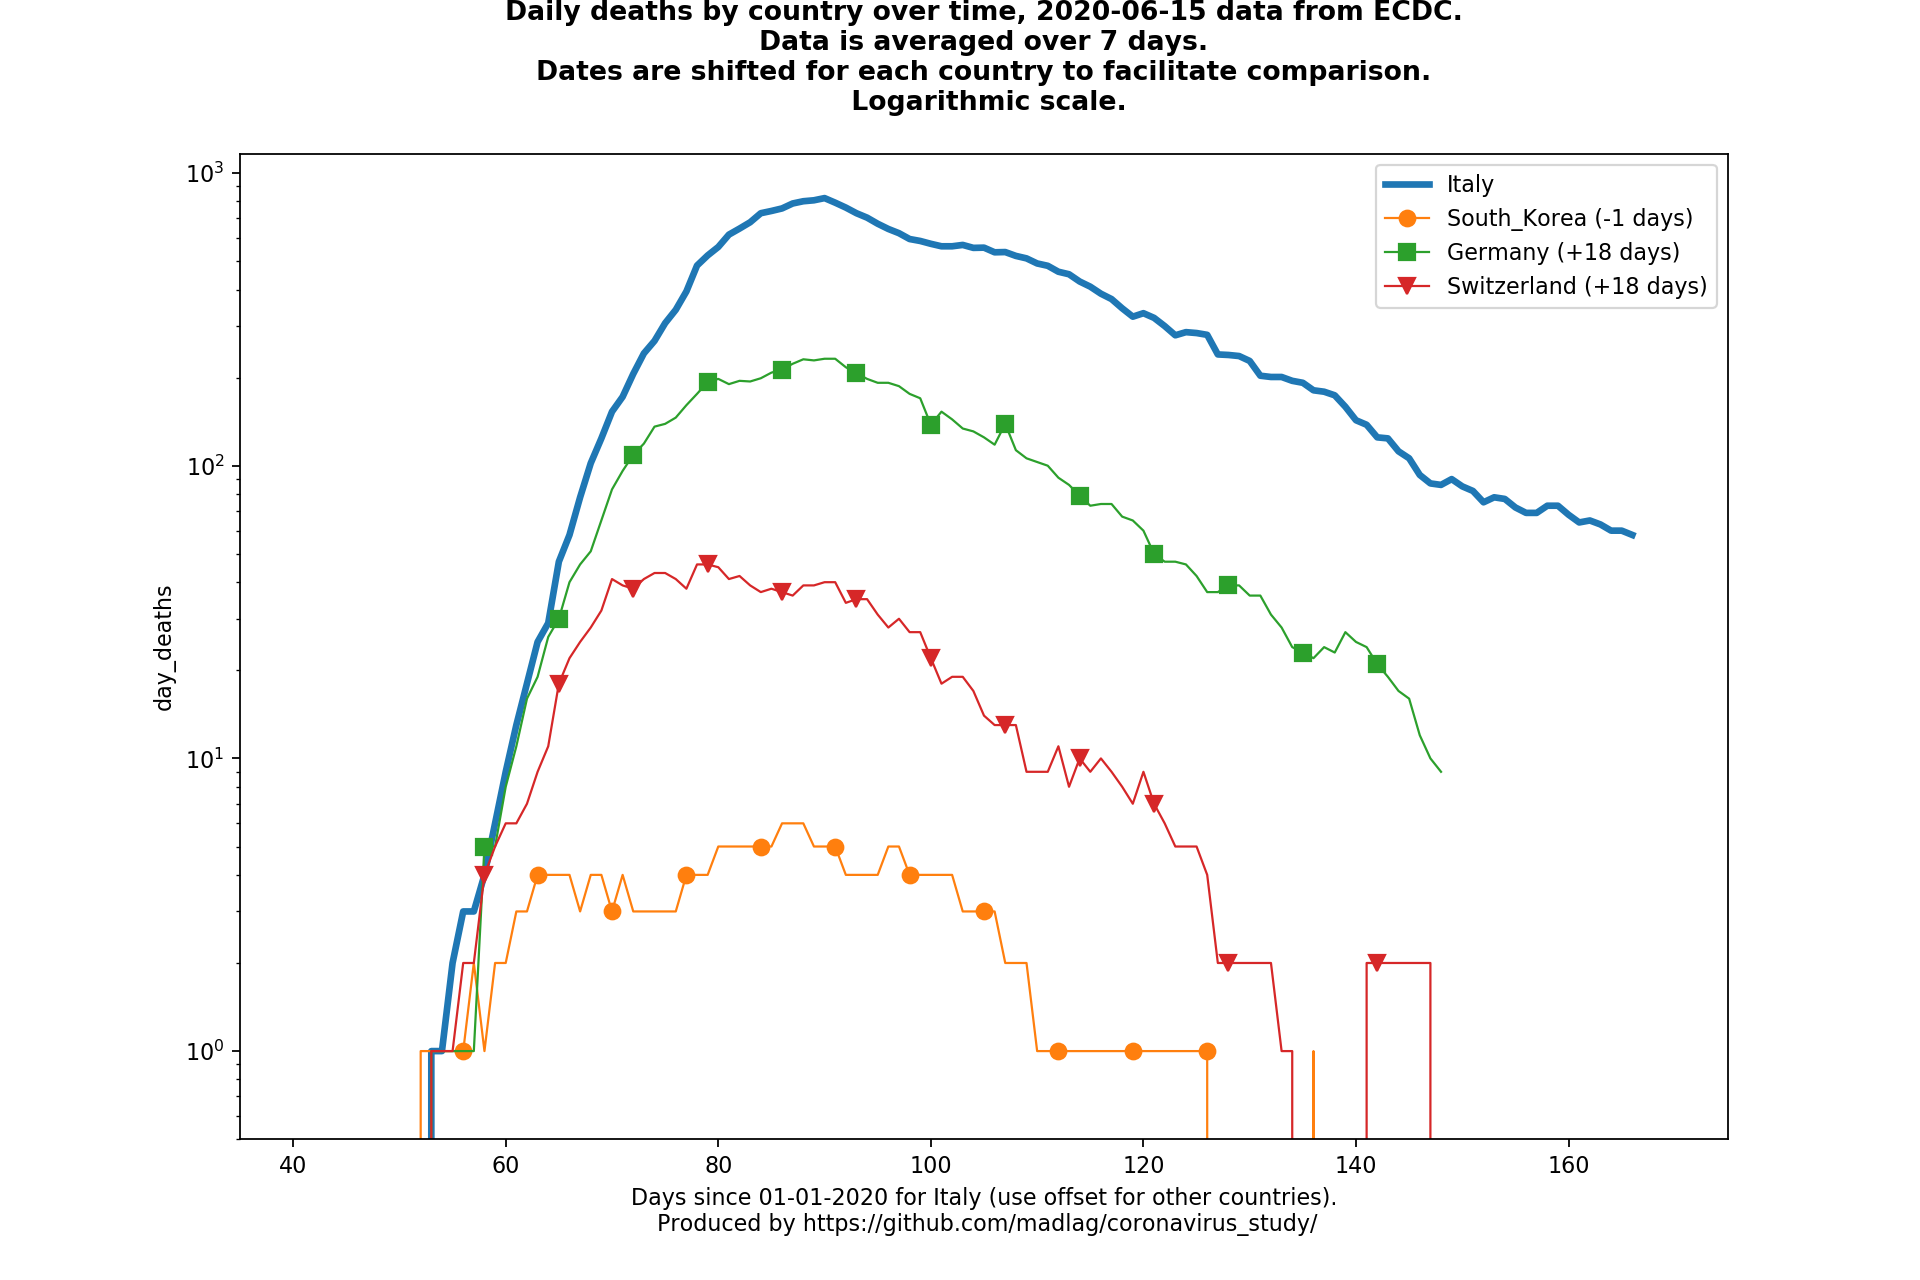 Daily deaths by country over time, 2020-06-15 data from ECDC.
Data is averaged over 7 days.
Dates are shifted for each country to facilitate comparison.
Logarithmic scale.
10³
10²
10¹
10⁰
day_deaths
Italy
South_Korea (-1 days)
Germany (+18 days)
Switzerland (+18 days)
40 60 80 100 120 140 160
Days since 01-01-2020 for Italy (use offset for other countries).
Produced by https://github.com/madlag/coronavirus_study/